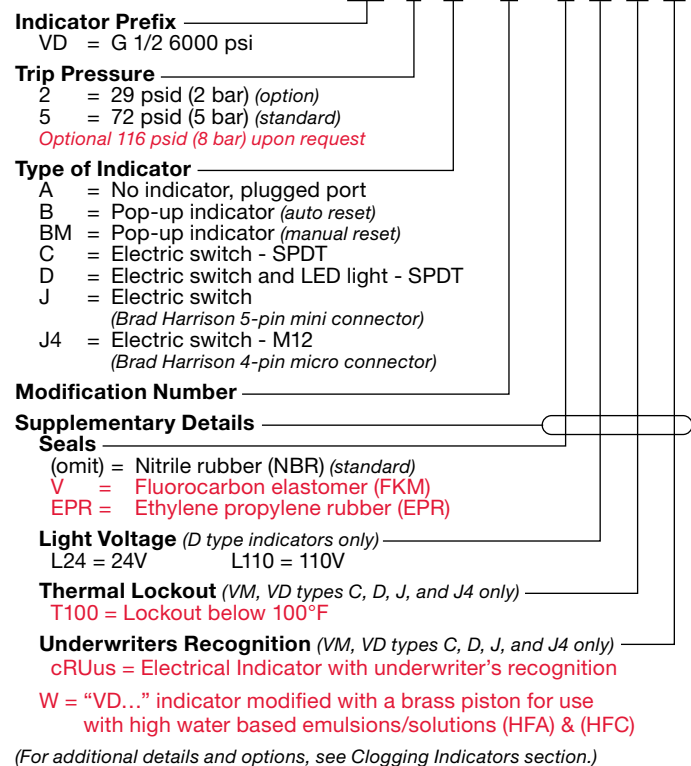 Indicator Prefix
VD = G 1/2 6000 psi
Trip Pressure
2 = 29 psid (2 bar) (option)
5 = 72 psid (5 bar) (standard)
Optional 116 psid (8 bar) upon request
Type of Indicator
A = No indicator, plugged port
B = Pop-up indicator (auto reset)
BM = Pop-up indicator (manual reset)
C = Electric switch - SPDT
D = Electric switch and LED light - SPDT
J = Electric switch
(Brad Harrison 5-pin mini connector)
J4 = Electric switch - M12
(Brad Harrison 4-pin micro connector)
Modification Number
Supplementary Details
Seals
(omit) = Nitrile rubber (NBR) (standard)
V = Fluorocarbon elastomer (FKM)
EPR = Ethylene propylene rubber (EPR)
Light Voltage (D type indicators only)
L24 = 24V L110 = 110V
Thermal Lockout (VM, VD types C, D, J, and J4 only)
T100 = Lockout below 100°F
Underwriters Recognition (VM, VD types C, D, J, and J4 only)
cRUus = Electrical Indicator with underwriter's recognition
W = “VD…” indicator modified with a brass piston for use
with high water based emulsions/solutions (HFA) & (HFC)
(For additional details and options, see Clogging Indicators section.)